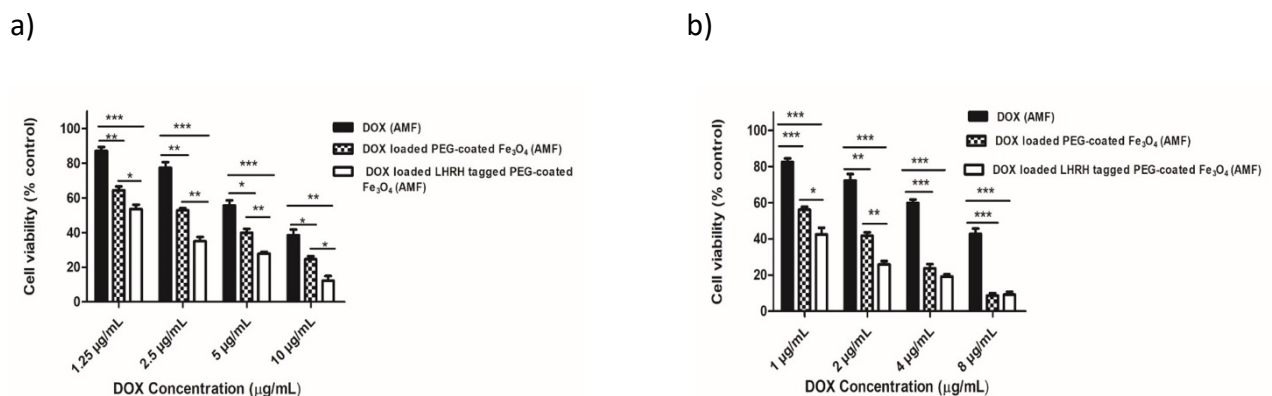 a)
Cell viability (% control)
100
80
60
40
20
0
***
**
*
***
**
**
***
*
**
**
*
*
DOX (AMF)
DOX loaded PEG-coated Fe₃O₄ (AMF)
DOX loaded LHRH tagged PEG-coated
Fe₃O₄ (AMF)
1.25 µg/mL
2.5 µg/mL
5 µg/mL
10 µg/mL
DOX Concentration (µg/mL)
b)
Cell viability (% control)
100
80
60
40
20
0
***
***
*
***
**
**
***
***
***
***
DOX (AMF)
DOX loaded PEG-coated Fe₃O₄ (AMF)
DOX loaded LHRH tagged PEG-coated Fe₃O₄ (AMF)
1 µg/mL
2 µg/mL
4 µg/mL
8 µg/mL
DOX Concentration (µg/mL)